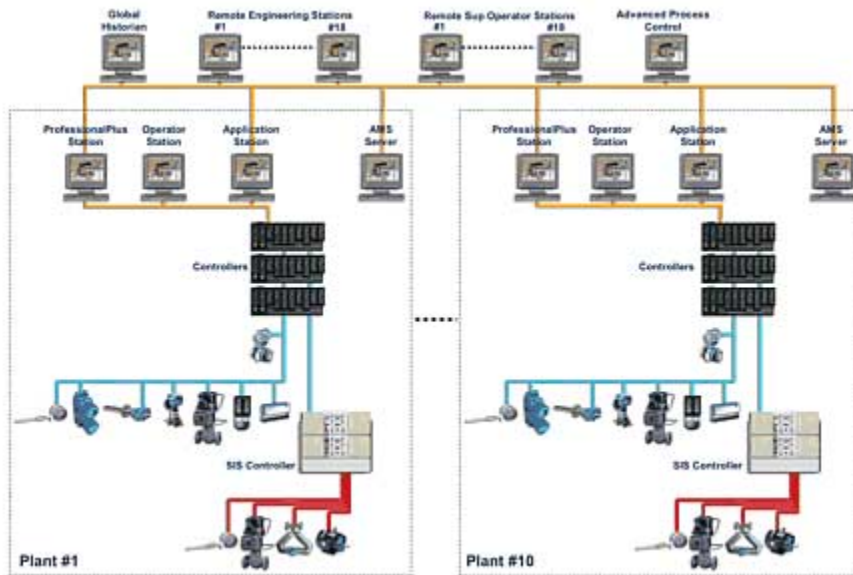 Global
Historian
Remote Engineering Stations
#1
#18
Remote Sup Operator Stations
#1
#18
Advanced Process
Control
ProfessionalPlus
Station
Operator
Station
Application
Station
AMS
Server
ProfessionalPlus
Station
Operator
Station
Application
Station
AMS
Server
Controllers
Controllers
SIS Controller
SIS Controller
Plant #1
Plant #10